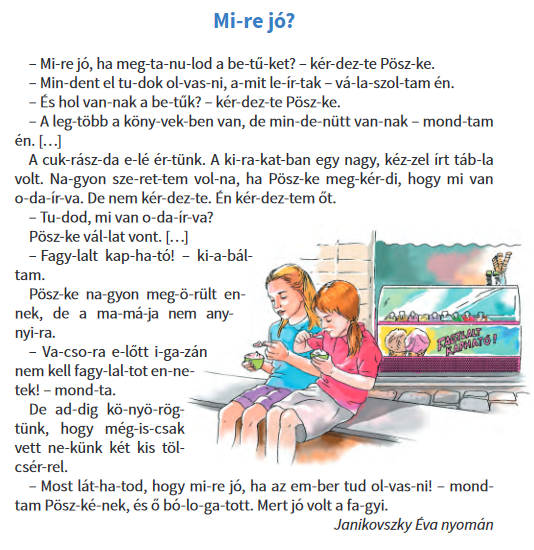 Mi-re jó?
– Mi-re jó, ha meg-ta-nu-lod a be-tű-ket? – kér-dez-te Pösz-ke.
– Min-dent el tu-dok ol-vas-ni, a-mit le-ír-tak – vá-la-szol-tam én.
– És hol van-nak a be-tűk? – kér-dez-te Pösz-ke.
– A leg-több a köny-vek-ben van, de min-de-nütt van-nak – mond-tam
én. […]
A cuk-rász-da e-lé ér-tünk. A ki-ra-kat-ban egy nagy, kéz-zel írt táb-la
volt. Na-gyon sze-ret-tem vol-na, ha Pösz-ke meg-kér-di, hogy mi van
o-da-ír-va. De nem kér-dez-te. Én kér-dez-tem őt.
– Tu-dod, mi van o-da-ír-va?
Pösz-ke vál-lat vont. […]
– Fagy-lalt kap-ha-tó! – ki-a-bál-
tam.
Pösz-ke na-gyon meg-ö-rült en-
nek, de a ma-má-ja nem any-
nyi-ra.
– Va-cso-ra e-lőtt i-ga-zán
nem kell fagy-lal-tot en-ne-
tek! – mond-ta.
De ad-dig kö-nyö-rög-
tünk, hogy még-is-csak
vett ne-künk két kis töl-
csér-rel.
FAGYLALT
KAPHATÓ!
– Most lát-ha-tod, hogy mi-re jó, ha az em-ber tud ol-vas-ni! – mond-
tam Pösz-ké-nek, és ő bó-lo-ga-tott. Mert jó volt a fa-gyi.
Janikovszky Éva nyomán